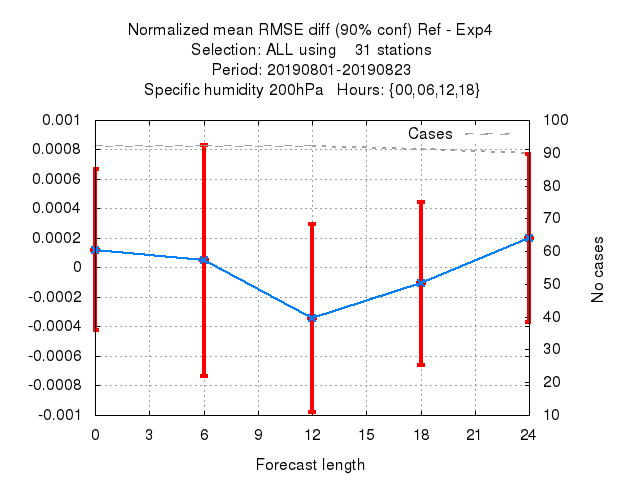 Normalized mean RMSE diff (90% conf) Ref - Exp4
Selection: ALL using    31 stations
Period: 20190801-20190823
Specific humidity 200hPa   Hours: {00,06,12,18}
0.001
0.0008
0.0006
0.0004
0.0002
0
-0.0002
-0.0004
-0.0006
-0.0008
-0.001
Cases
100
90
80
70
60
50
40
30
20
10
No cases
0 3 6 9 12 15 18 21 24
Forecast length